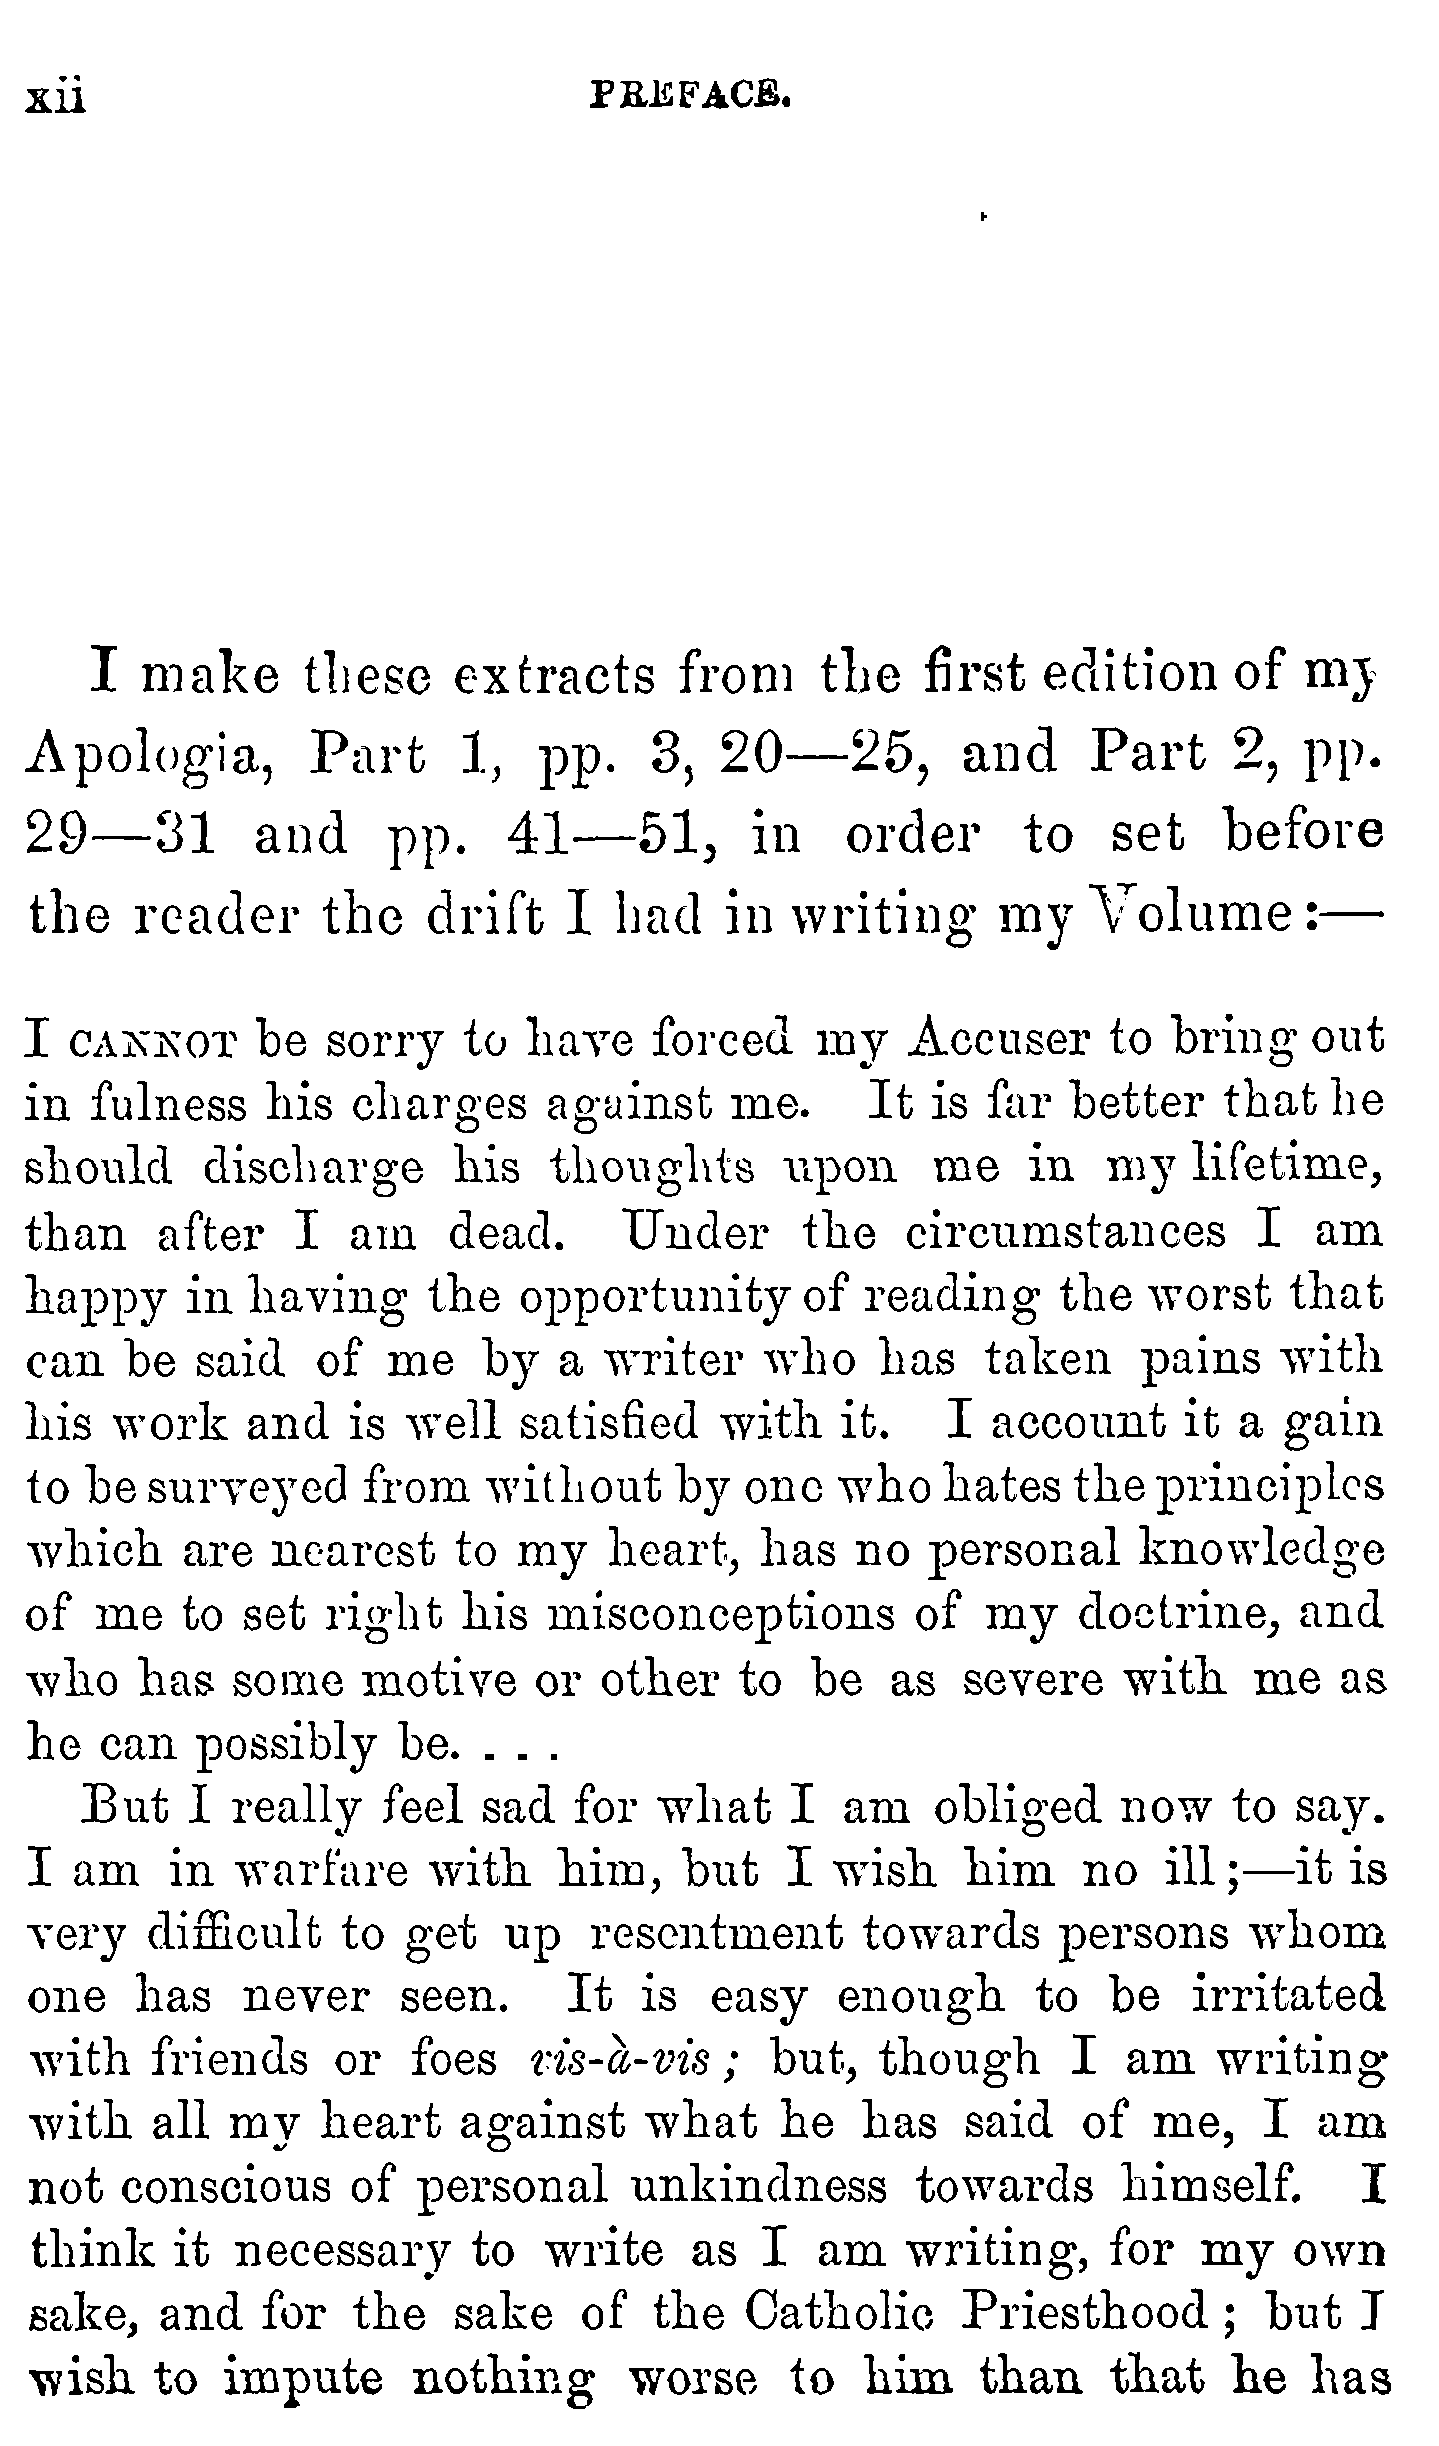 xii PREFACE.
I make these extracts from the first edition of my
Apologia, Part 1, pp. 3, 20—25, and Part 2, pp.
29—31 and pp. 41—51, in order to set before
the reader the drift I had in writing my Volume:—
I CANNOT be sorry to have forced my Accuser to bring out
in fulness his charges against me. It is far better that he
should discharge his thoughts upon me in my lifetime,
than after I am dead. Under the circumstances I am
happy in having the opportunity of reading the worst that
can be said of me by a writer who has taken pains with
his work and is well satisfied with it. I account it a gain
to be surveyed from without by one who hates the principles
which are nearest to my heart, has no personal knowledge
of me to set right his misconceptions of my doctrine, and
who has some motive or other to be as severe with me as
he can possibly be. . . .
But I really feel sad for what I am obliged now to say.
I am in warfare with him, but I wish him no ill;—it is
very difficult to get up resentment towards persons whom
one has never seen. It is easy enough to be irritated
with friends or foes vis-à-vis; but, though I am writing
with all my heart against what he has said of me, I am
not conscious of personal unkindness towards himself. I
think it necessary to write as I am writing, for my own
sake, and for the sake of the Catholic Priesthood; but I
wish to impute nothing worse to him than that he has